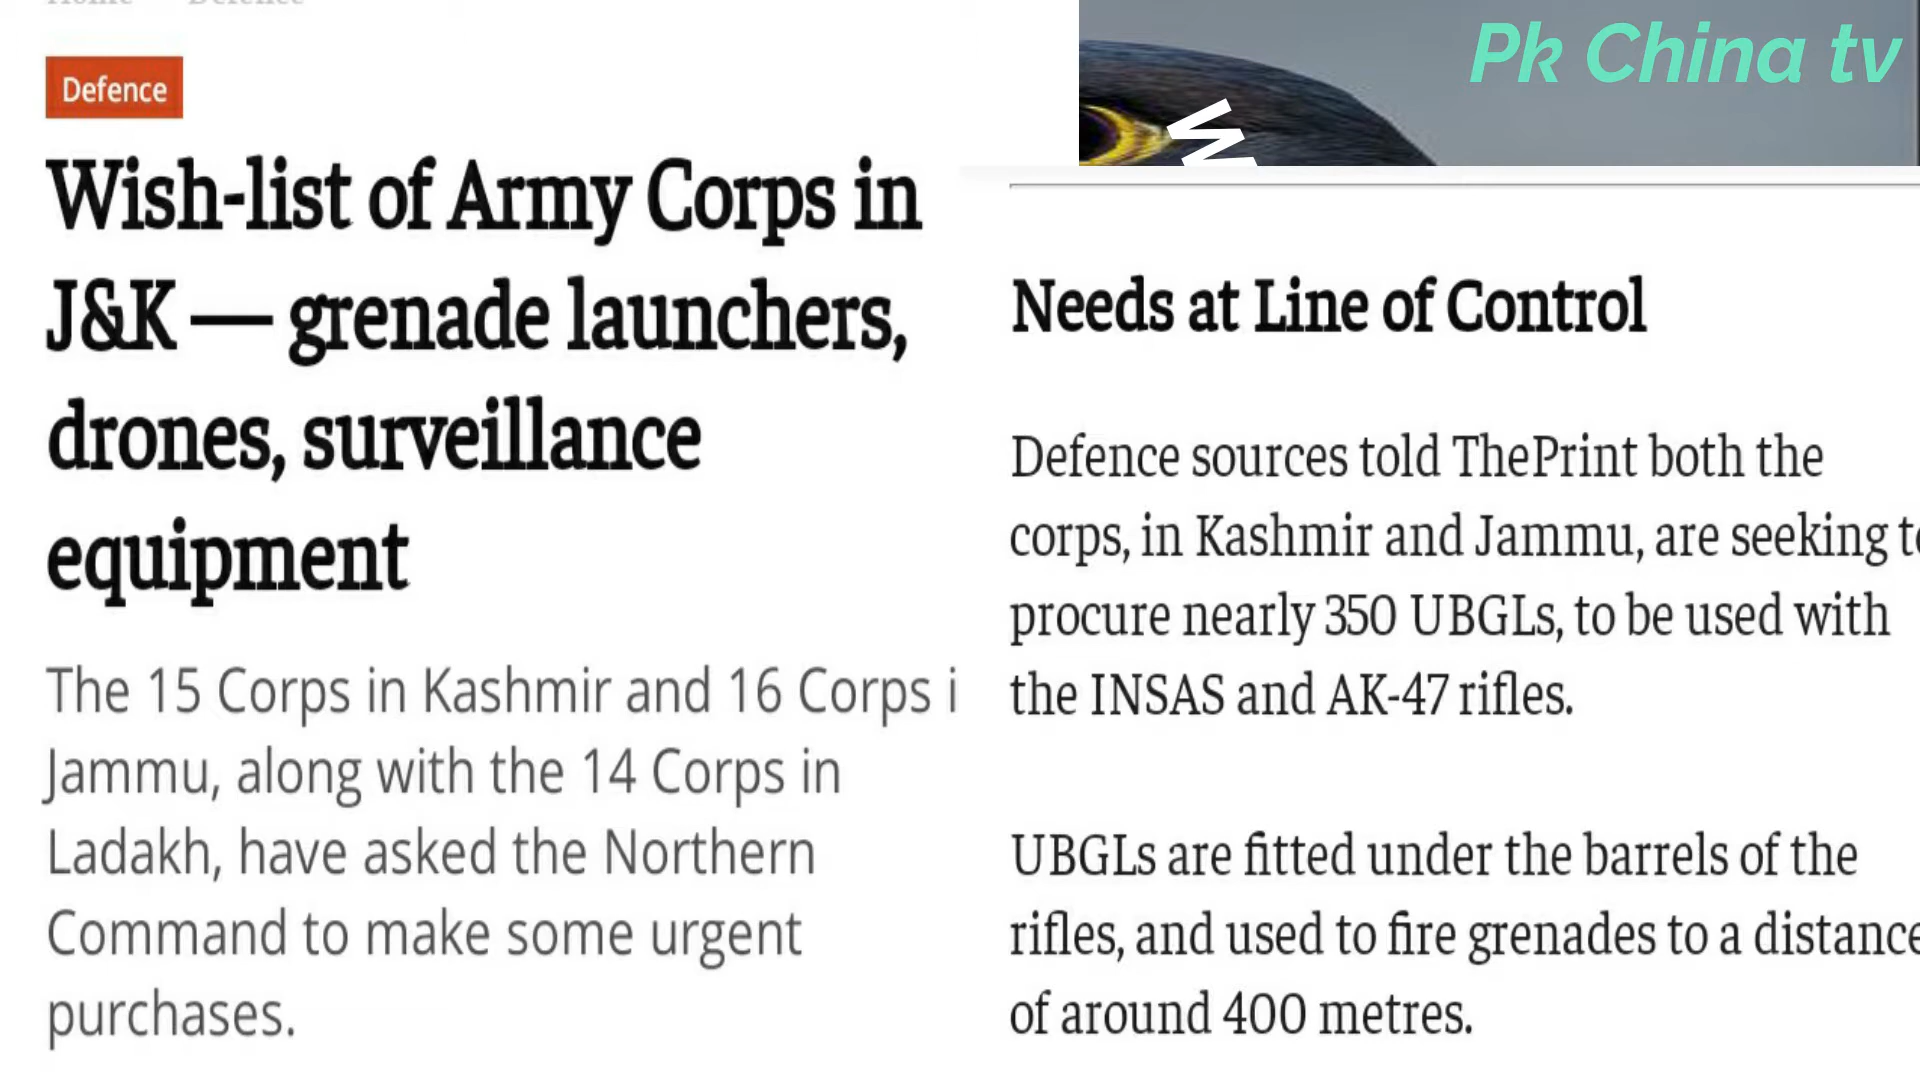 Home Defence
Defence
Wish-list of Army Corps in
J&K — grenade launchers,
drones, surveillance
equipment
The 15 Corps in Kashmir and 16 Corps i
Jammu, along with the 14 Corps in
Ladakh, have asked the Northern
Command to make some urgent
purchases.
Pk China tv
W
Needs at Line of Control
Defence sources told ThePrint both the
corps, in Kashmir and Jammu, are seeking to
procure nearly 350 UBGLs, to be used with
the INSAS and AK-47 rifles.
UBGLs are fitted under the barrels of the
rifles, and used to fire grenades to a distance
of around 400 metres.